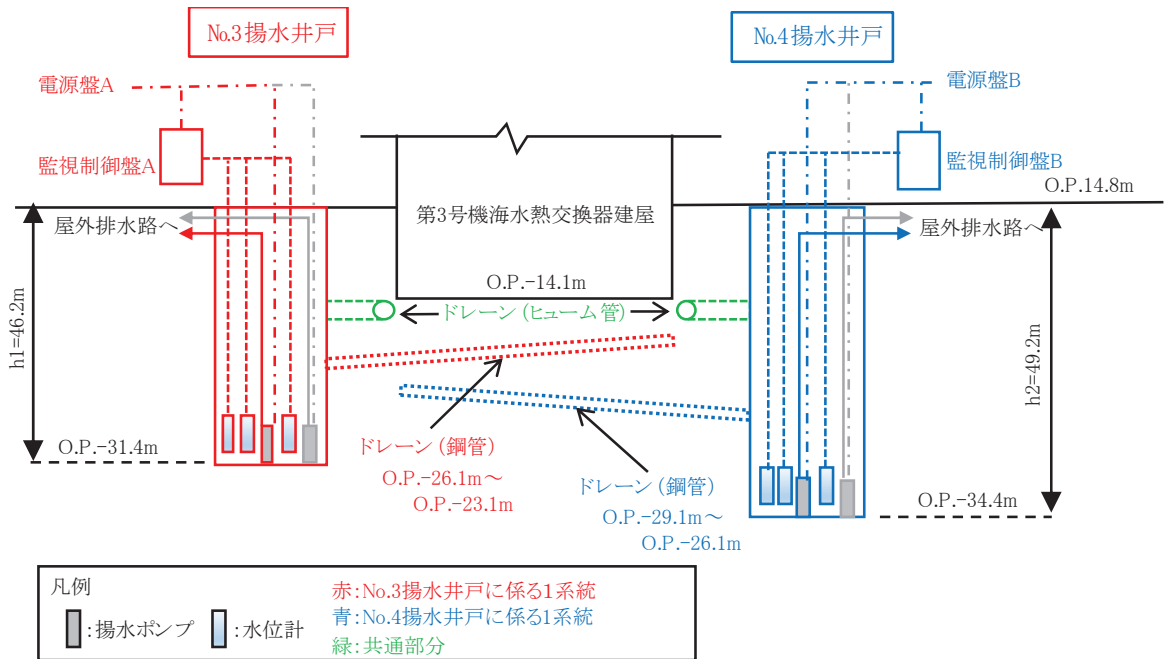 No.3揚水井戸
No.4揚水井戸
電源盤A
電源盤B
監視制御盤A
監視制御盤B
O.P.14.8m
屋外排水路へ
第3号機海水熱交換器建屋
屋外排水路へ
O.P.-14.1m
ドレーン(ヒューム管)
h1=46.2m
h2=49.2m
O.P.-31.4m
ドレーン(鋼管)
O.P.-26.1m～
O.P.-23.1m
ドレーン(鋼管)
O.P.-29.1m～
O.P.-26.1m
O.P.-34.4m
凡例
:揚水ポンプ
:水位計
赤:No.3揚水井戸に係る1系統
青:No.4揚水井戸に係る1系統
緑:共通部分